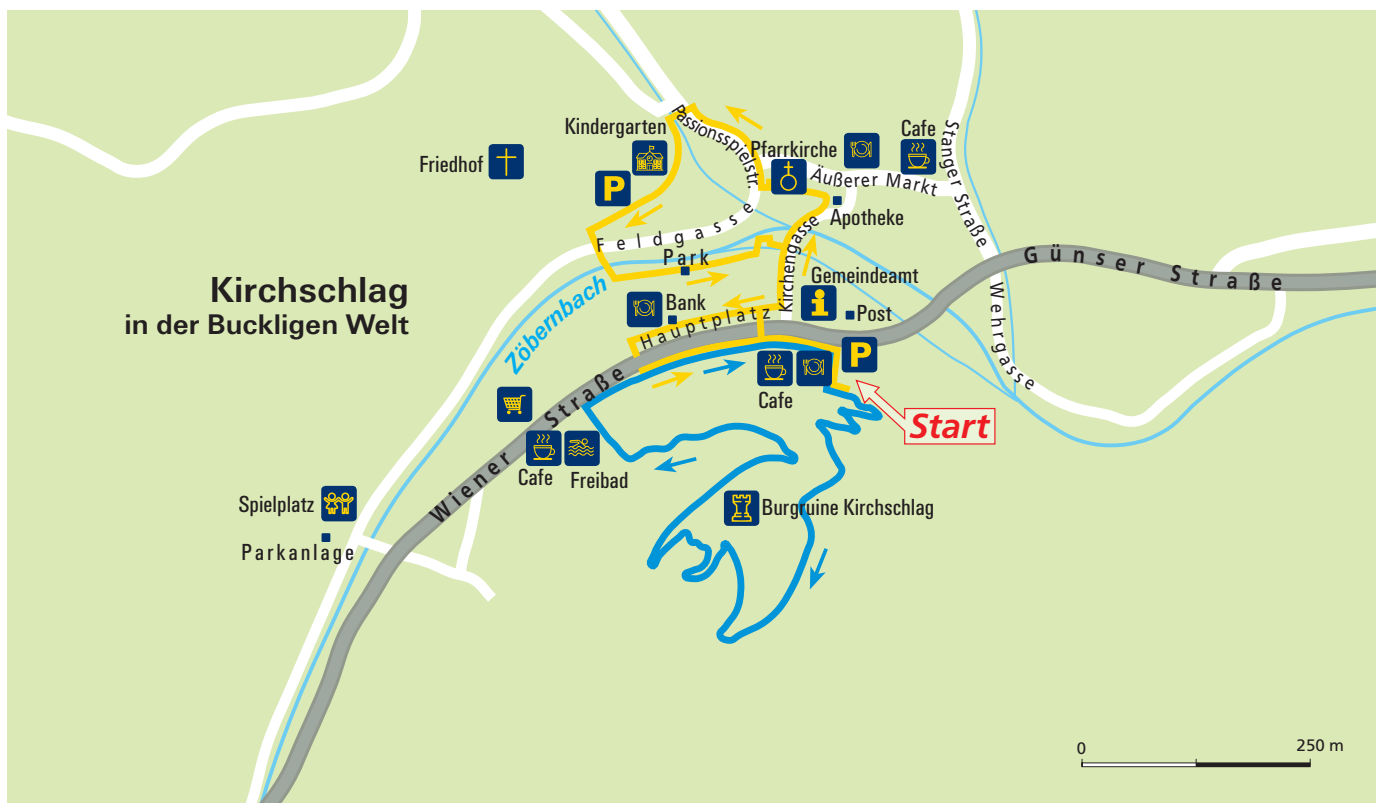 Kindergarten
Passionsspielstr.
Pfarrkirche
Cafe
Friedhof
P
Äußerer Markt
Stanger Straße
Apotheke
Feldgasse
Park
Kirchengasse
Günser Straße
Kirchschlag
in der Buckligen Welt
Zöbernbach
Gemeindeamt
Bank
Hauptplatz
Post
Wehrgasse
P
Cafe
Start
Wiener Straße
Cafe
Freibad
Spielplatz
Burgruine Kirchschlag
Parkanlage
0
250 m